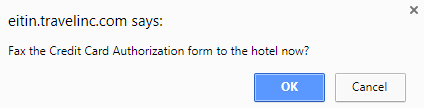 eitin.travelinc.com says:
Fax the Credit Card Authorization form to the hotel now?
OK Cancel